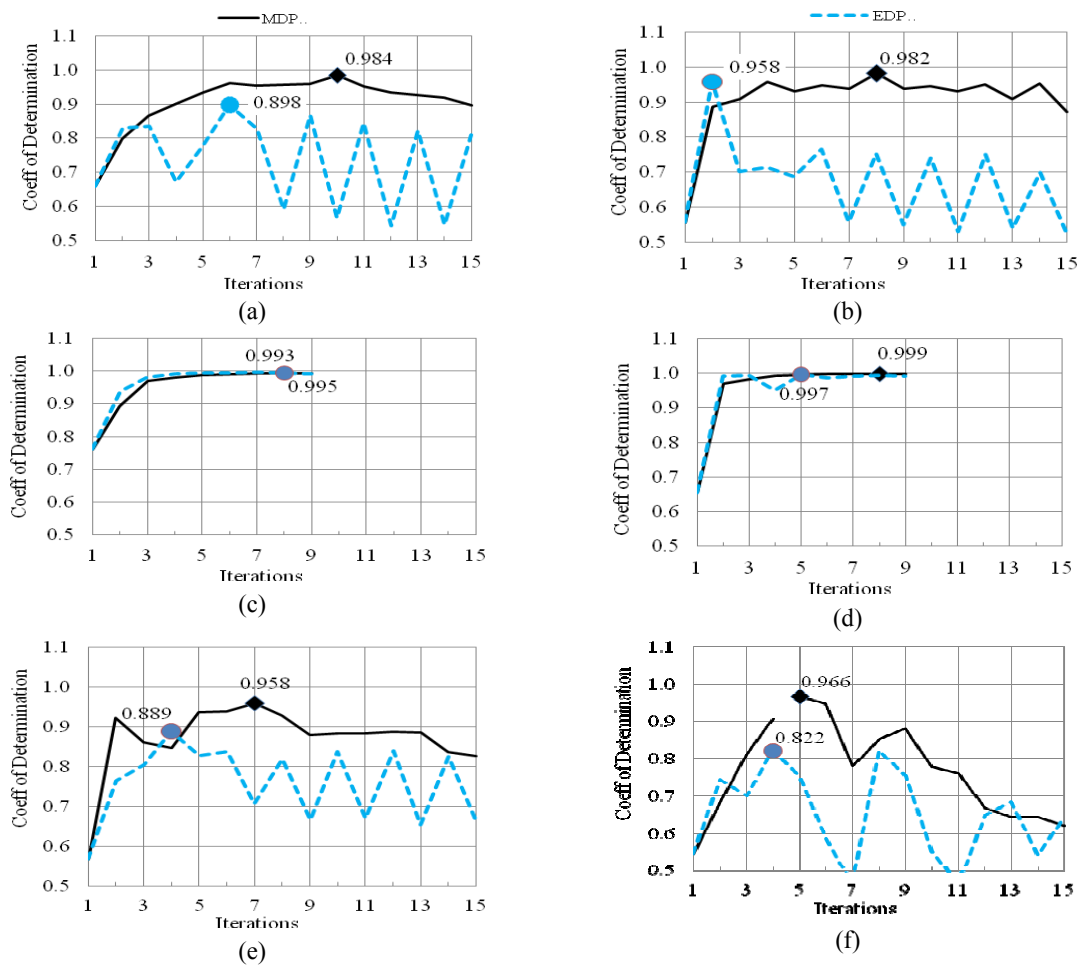 MDP..
EDP..
1.1
1.0
0.9
0.8
0.7
0.6
0.5
Coeff of Determination
0.984
0.898
1 3 5 7 9 11 13 15
Iterations
(a)
1.1
1.0
0.9
0.8
0.7
0.6
0.5
Coeff of Determination
0.958
0.982
1 3 5 7 9 11 13 15
Iterations
(b)
1.1
1.0
0.9
0.8
0.7
0.6
0.5
Coeff of Determination
0.993
0.995
1 3 5 7 9 11 13 15
Iterations
(c)
1.1
1.0
0.9
0.8
0.7
0.6
0.5
Coeff of Determination
0.999
0.997
1 3 5 7 9 11 13 15
Iterations
(d)
1.1
1.0
0.9
0.8
0.7
0.6
0.5
Coeff of Determination
0.889
0.958
1 3 5 7 9 11 13 15
Iterations
(e)
1.1
1.0
0.9
0.8
0.7
0.6
0.5
Coeff of Determination
0.966
0.822
1 3 5 7 9 11 13 15
Iterations
(f)